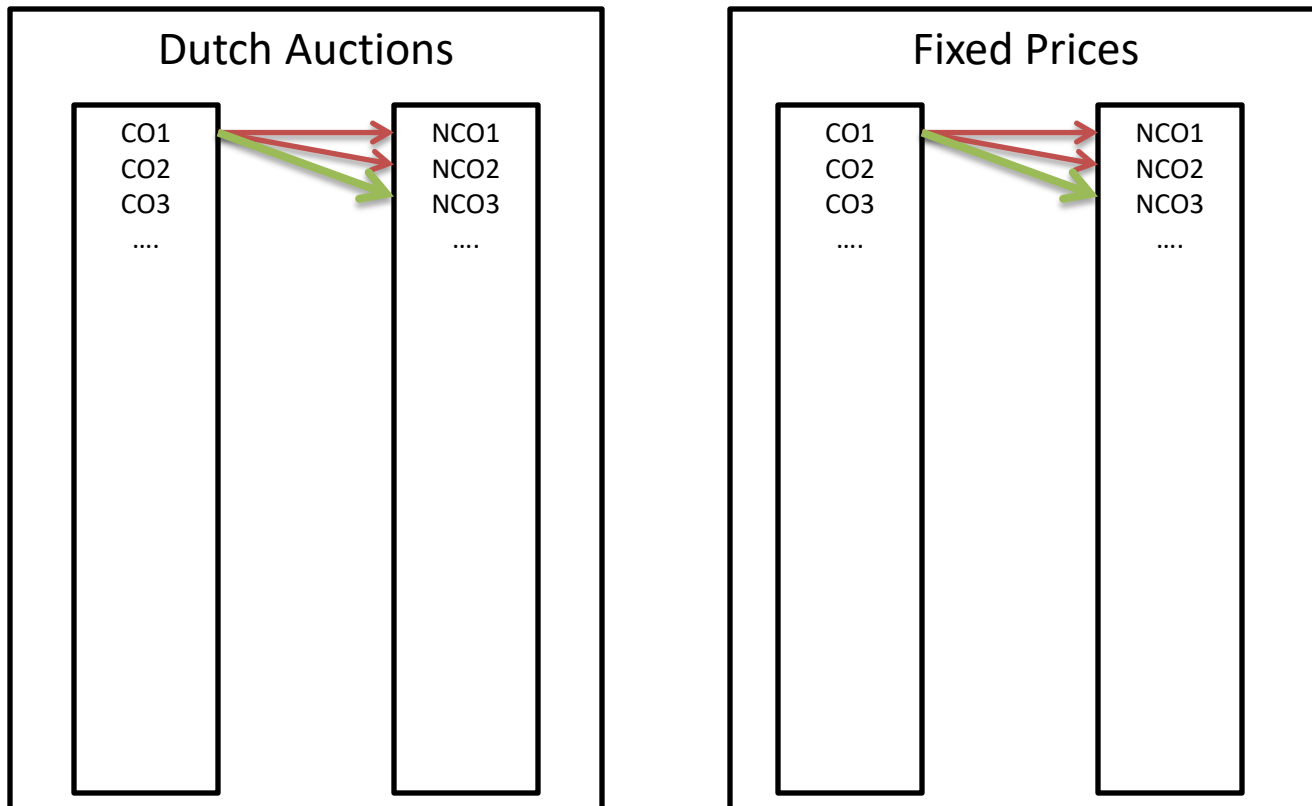 Dutch Auctions
CO1
CO2
CO3
….
NCO1
NCO2
NCO3
….
Fixed Prices
CO1
CO2
CO3
….
NCO1
NCO2
NCO3
….